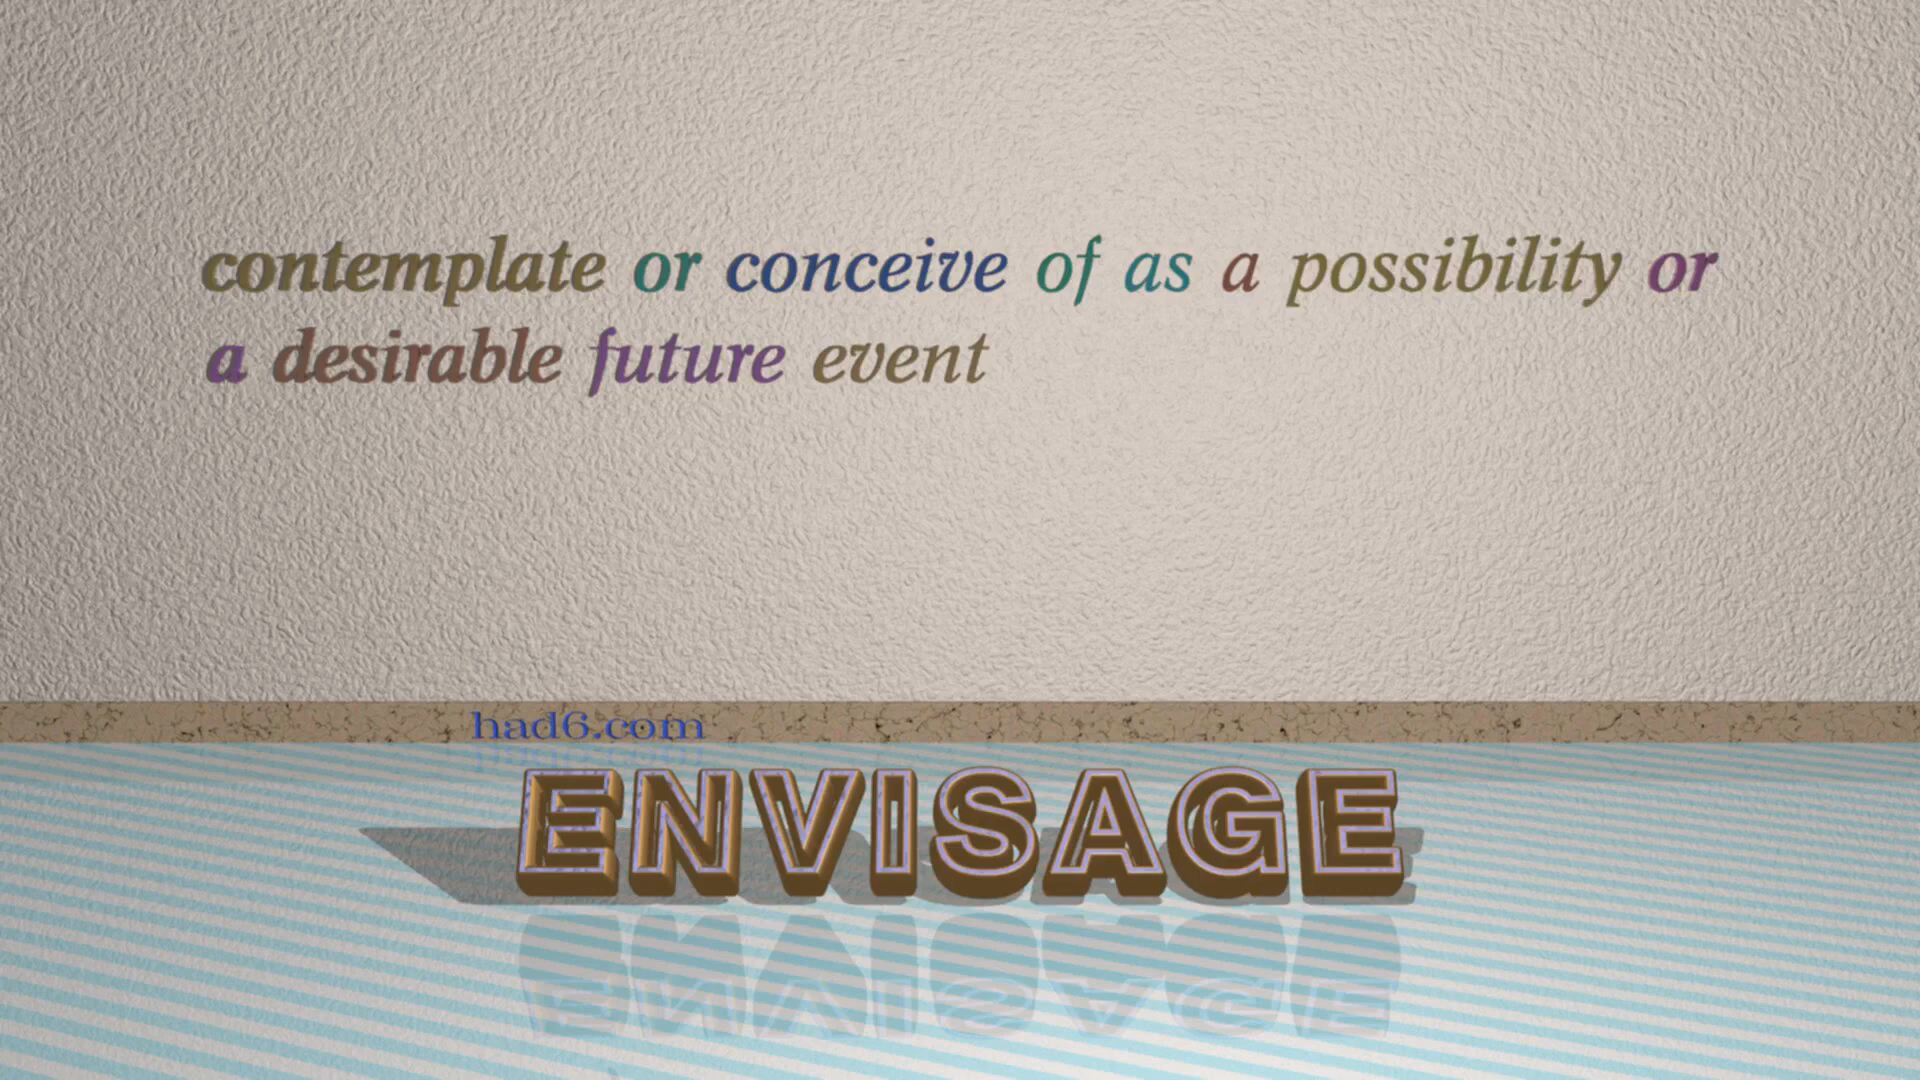 contemplate or conceive of as a possibility or
a desirable future event
had6.com
ENVISAGE